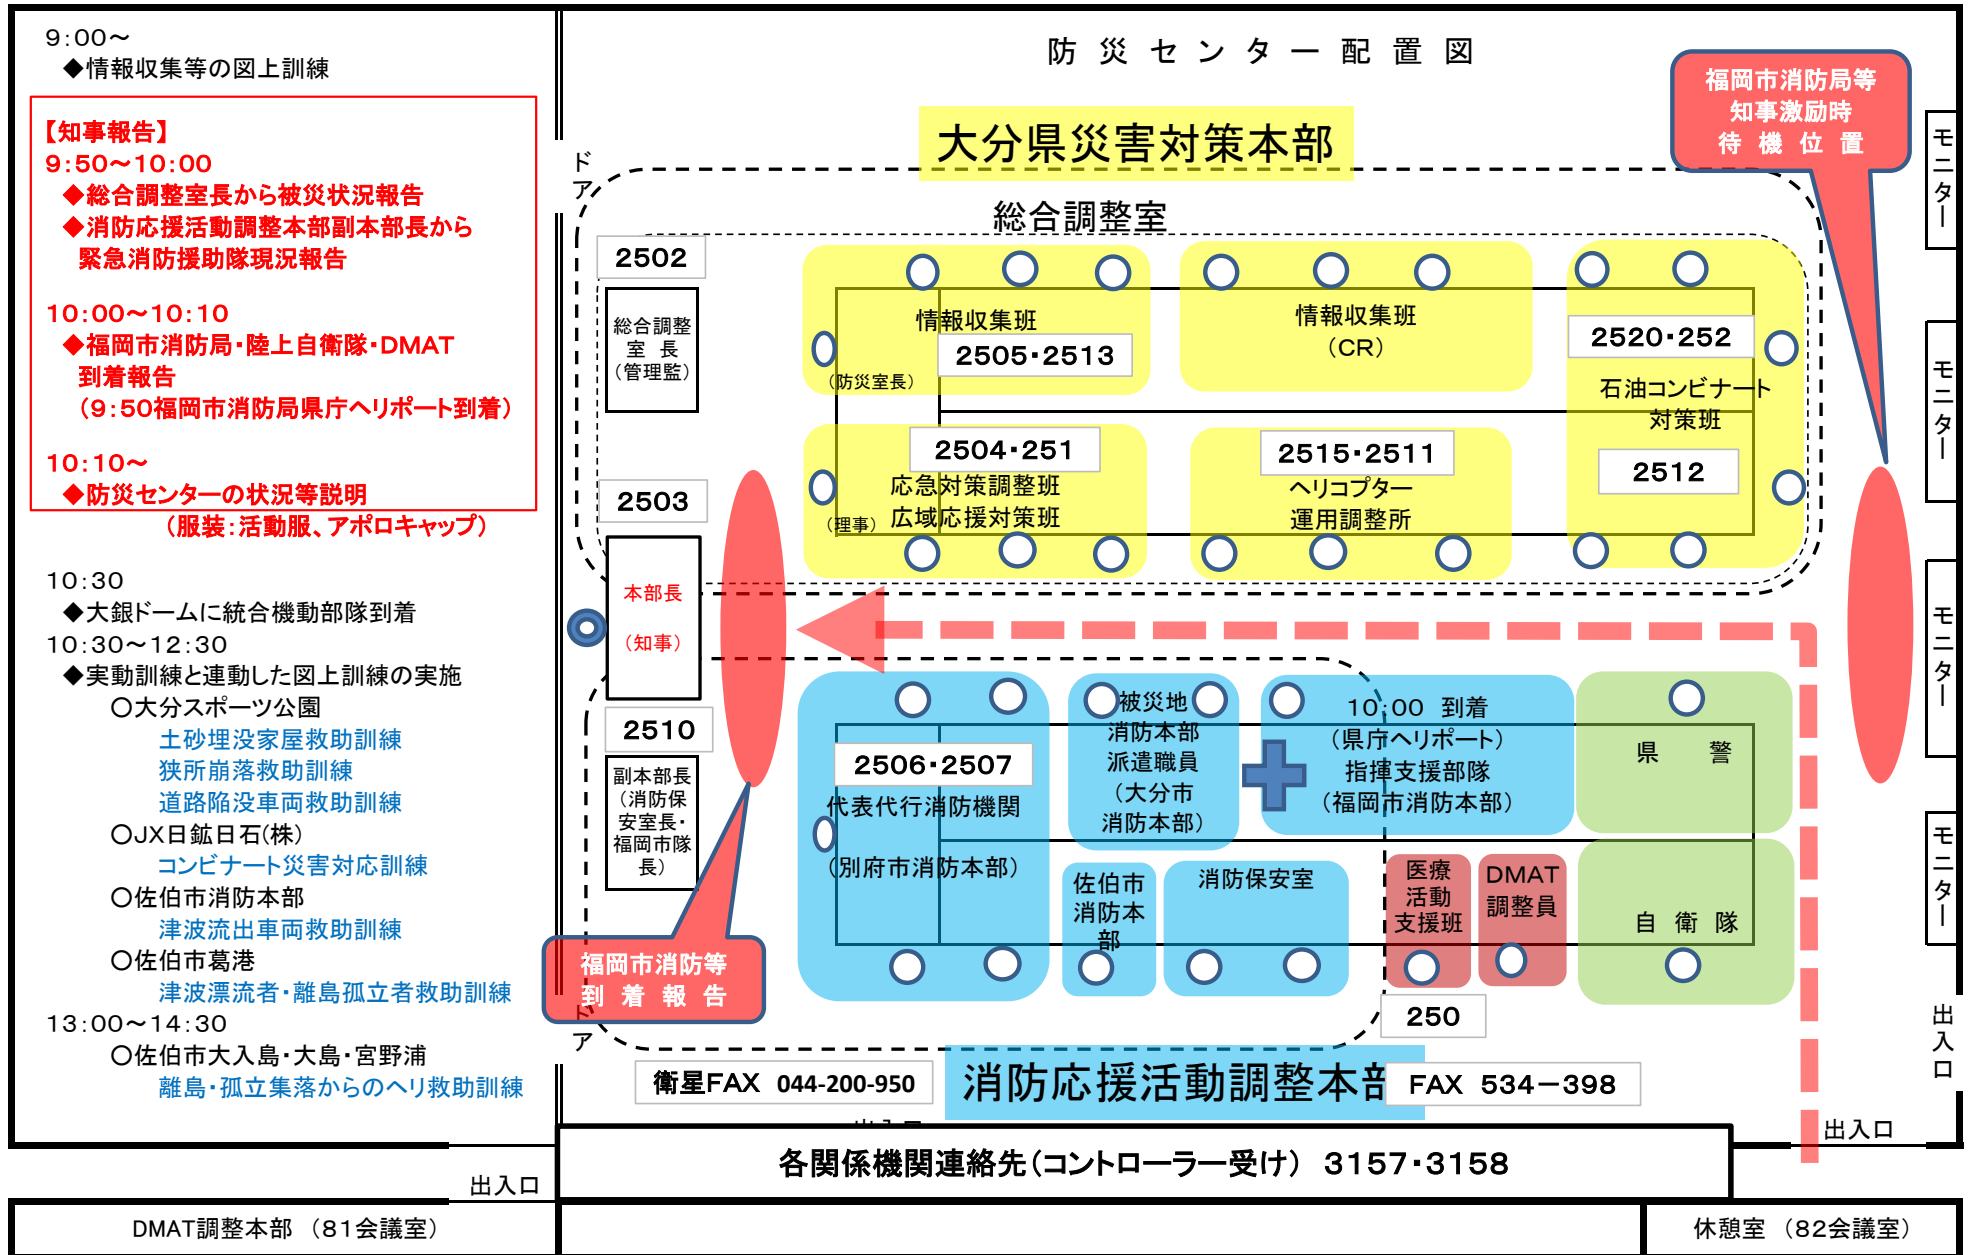 9:00～
◆情報収集等の図上訓練
【知事報告】
9:50～10:00
◆総合調整室長から被災状況報告
◆消防応援活動調整本部副本部長から
緊急消防援助隊現況報告
10:00～10:10
◆福岡市消防局・陸上自衛隊・DMAT
到着報告
（9:50福岡市消防局県庁ヘリポート到着）
10:10～
◆防災センターの状況等説明
（服装：活動服、アポロキャップ）
10:30
◆大銀ドームに統合機動部隊到着
10:30～12:30
◆実動訓練と連動した図上訓練の実施
○大分スポーツ公園
土砂埋没家屋救助訓練
狭所崩落救助訓練
道路陥没車両救助訓練
○JX日鉱日石(株)
コンビナート災害対応訓練
○佐伯市消防本部
津波流出車両救助訓練
○佐伯市葛港
津波漂流者・離島孤立者救助訓練
13:00～14:30
○佐伯市大入島・大島・宮野浦
離島・孤立集落からのヘリ救助訓練
防災センター配置図
大分県災害対策本部
福岡市消防局等
知事激励時
待機位置
モニター
モニター
モニター
モニター
ドア
総合調整室
2502
総合調整
室長
（管理監）
情報収集班
2505・2513
（防災室長）
情報収集班
（CR）
2520・252
石油コンビナート
対策班
2512
2504・251
応急対策調整班
広域応援対策班
（理事）
2515・2511
ヘリコプター
運用調整所
2503
本部長
（知事）
2510
副本部長
（消防保
安室長・
福岡市隊
長）
2506・2507
代表代行消防機関
（別府市消防本部）
被災地
消防本部
派遣職員
（大分市
消防本部）
10:00 到着
（県庁ヘリポート）
指揮支援部隊
（福岡市消防本部）
県警
佐伯市
消防本
部
消防保安室
医療
活動
支援班
DMAT
調整員
自衛隊
福岡市消防等
到着報告
ドア
250
衛星FAX 044-200-950
消防応援活動調整本部
FAX 534－398
出入口
出入口
出入口
各関係機関連絡先（コントローラー受け） 3157・3158
出入口
DMAT調整本部 （81会議室）
休憩室 （82会議室）